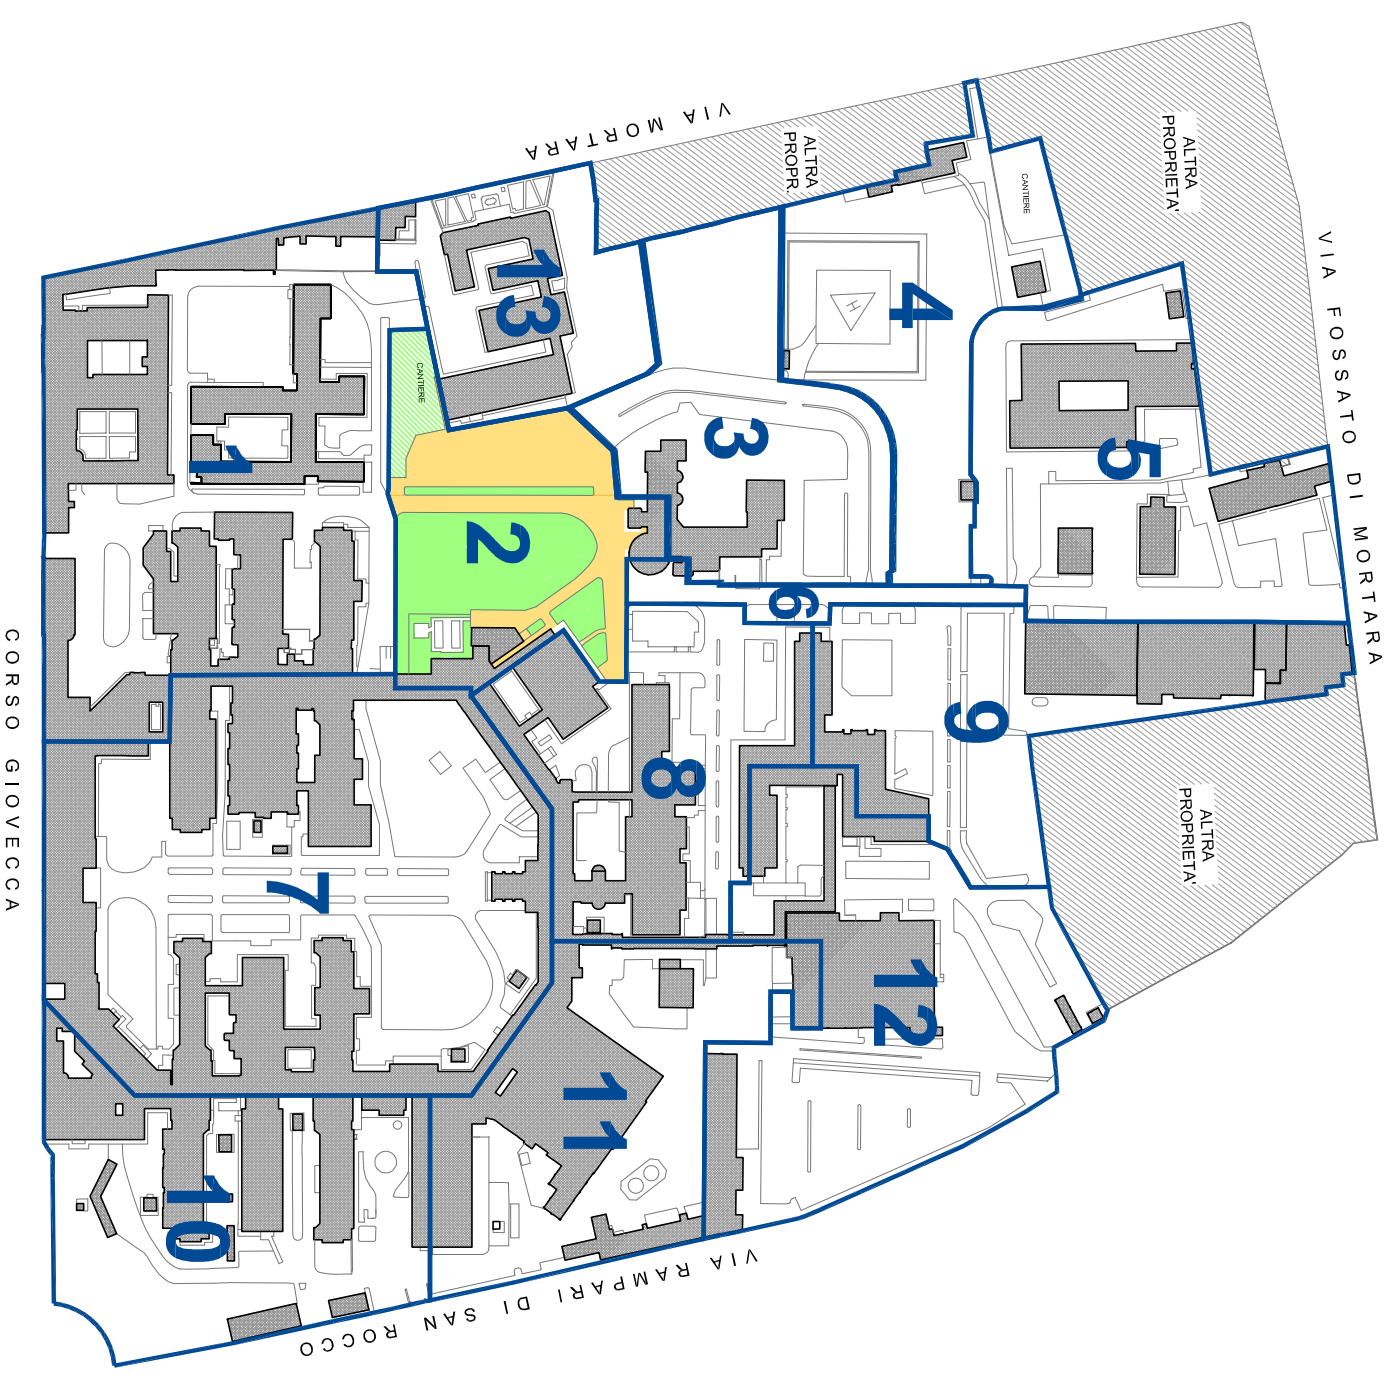 VIA MORTARA
ALTRA
PROPR.
ALTRA
PROPRIETA'
CANTIERE
VIA FOSSATO DI MORTARA
13
4
CANTIERE
1
3
5
2
6
CORSO GIOVECCA
9
8
ALTRA
PROPRIETA'
7
12
11
10
VIA RAMPARI DI SAN ROCCO
H